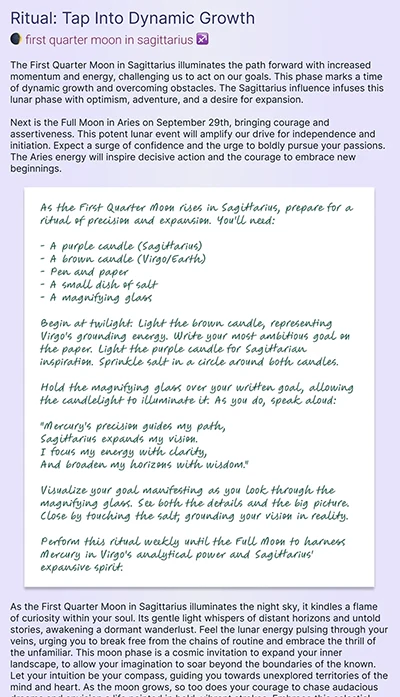 Ritual: Tap Into Dynamic Growth
🌒 first quarter moon in sagittarius ♐
The First Quarter Moon in Sagittarius illuminates the path forward with increased
momentum and energy, challenging us to act on our goals. This phase marks a time
of dynamic growth and overcoming obstacles. The Sagittarius influence infuses this
lunar phase with optimism, adventure, and a desire for expansion.
Next is the Full Moon in Aries on September 29th, bringing courage and
assertiveness. This potent lunar event will amplify our drive for independence and
initiation. Expect a surge of confidence and the urge to boldly pursue your passions.
The Aries energy will inspire decisive action and the courage to embrace new
beginnings.
As the First Quarter Moon rises in Sagittarius, prepare for a
ritual of precision and expansion. You'll need:
- A purple candle (Sagittarius)
- A brown candle (Virgo/Earth)
- Pen and paper
- A small dish of salt
- A magnifying glass
Begin at twilight. Light the brown candle, representing
Virgo's grounding energy. Write your most ambitious goal on
the paper. Light the purple candle for Sagittarian
inspiration. Sprinkle salt in a circle around both candles.
Hold the magnifying glass over your written goal, allowing
the candlelight to illuminate it. As you do, speak aloud:
"Mercury's precision guides my path,
Sagittarius expands my vision.
I focus my energy with clarity,
And broaden my horizons with wisdom."
Visualize your goal manifesting as you look through the
magnifying glass. See both the details and the big picture.
Close by touching the salt, grounding your vision in reality.
Perform this ritual weekly until the Full Moon to harness
Mercury in Virgo's analytical power and Sagittarius'
expansive spirit.
As the First Quarter Moon in Sagittarius illuminates the night sky, it kindles a flame
of curiosity within your soul. Its gentle light whispers of distant horizons and untold
stories, awakening a dormant wanderlust. Feel the lunar energy pulsing through your
veins, urging you to break free from the chains of routine and embrace the thrill of
the unfamiliar. This moon phase is a cosmic invitation to expand your inner
landscape, to allow your imagination to soar beyond the boundaries of the known.
Let your intuition be your compass, guiding you towards unexplored territories of the
mind and heart. As the moon grows, so too does your courage to chase audacious